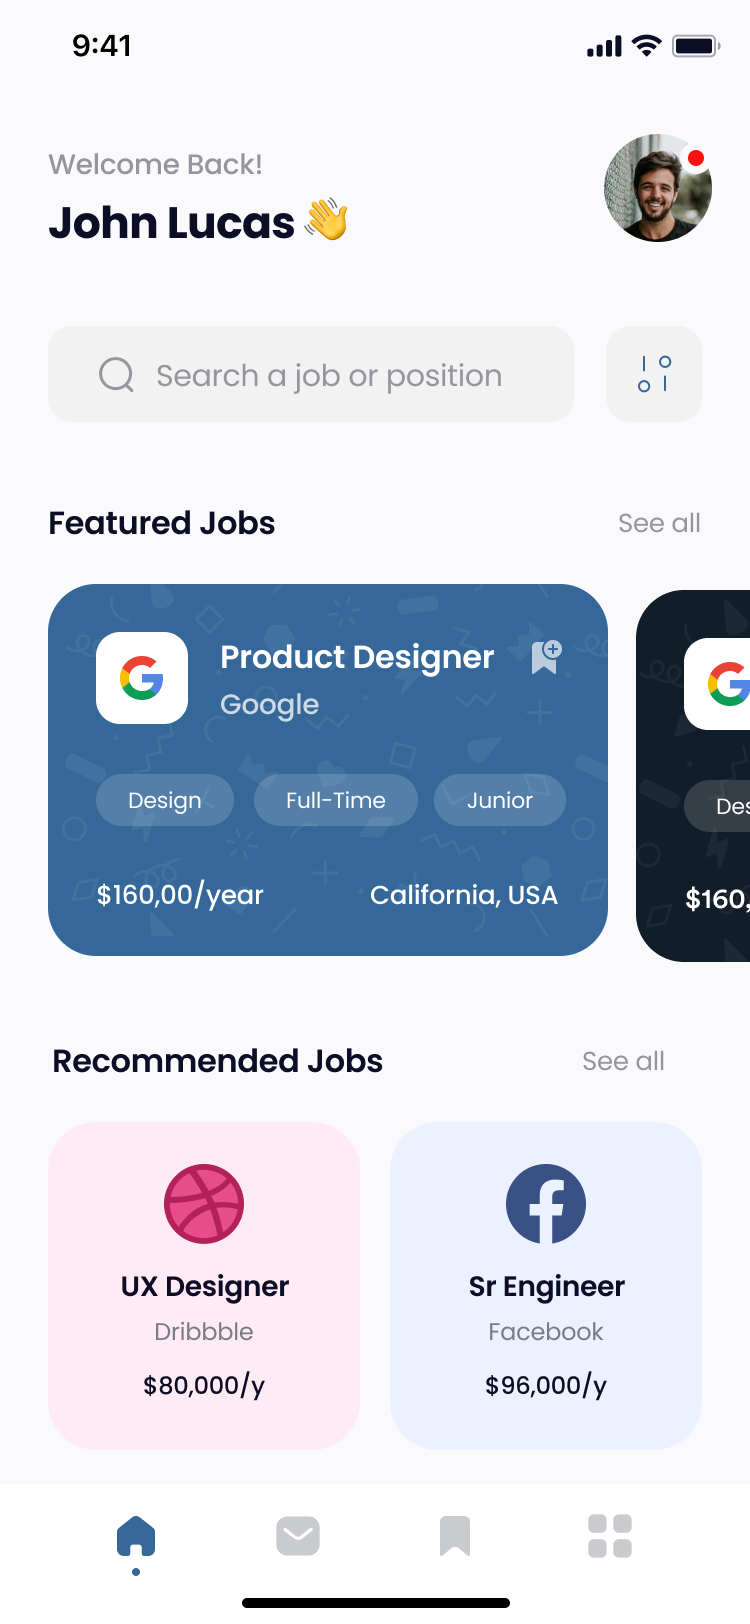 9:41
Welcome Back!
John Lucas 👋
Search a job or position
Featured Jobs
See all
Product Designer
Google
Design
Full-Time
Junior
$160,00/year
California, USA
Des
$160,
Recommended Jobs
See all
UX Designer
Dribbble
$80,000/y
Sr Engineer
Facebook
$96,000/y